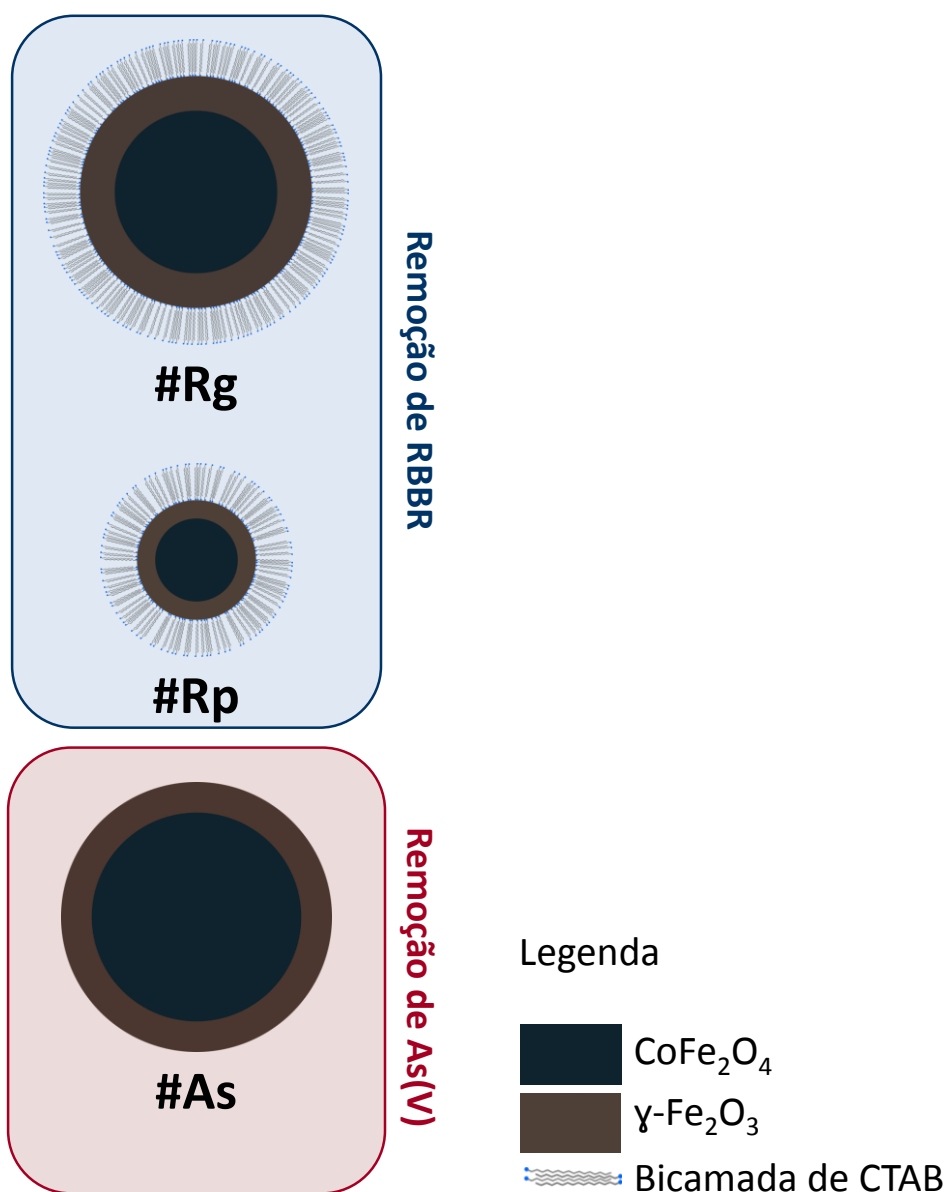 #Rg
#Rp
Remoção de RBBR
#As
Remoção de As(V)
Legenda
CoFe₂O₄
ɣ-Fe₂O₃
Bicamada de CTAB